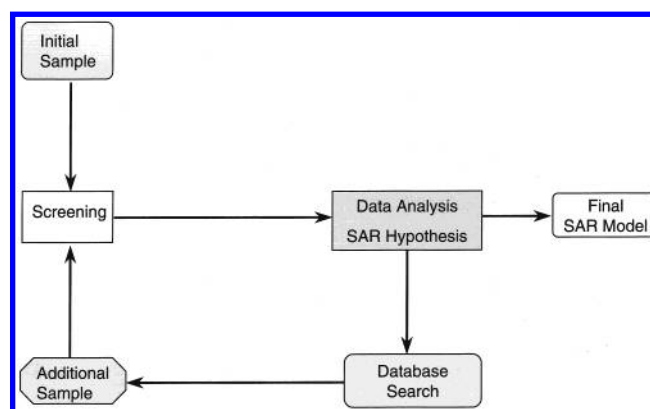 Initial
Sample
Screening
Data Analysis
SAR Hypothesis
Final
SAR Model
Additional
Sample
Database
Search